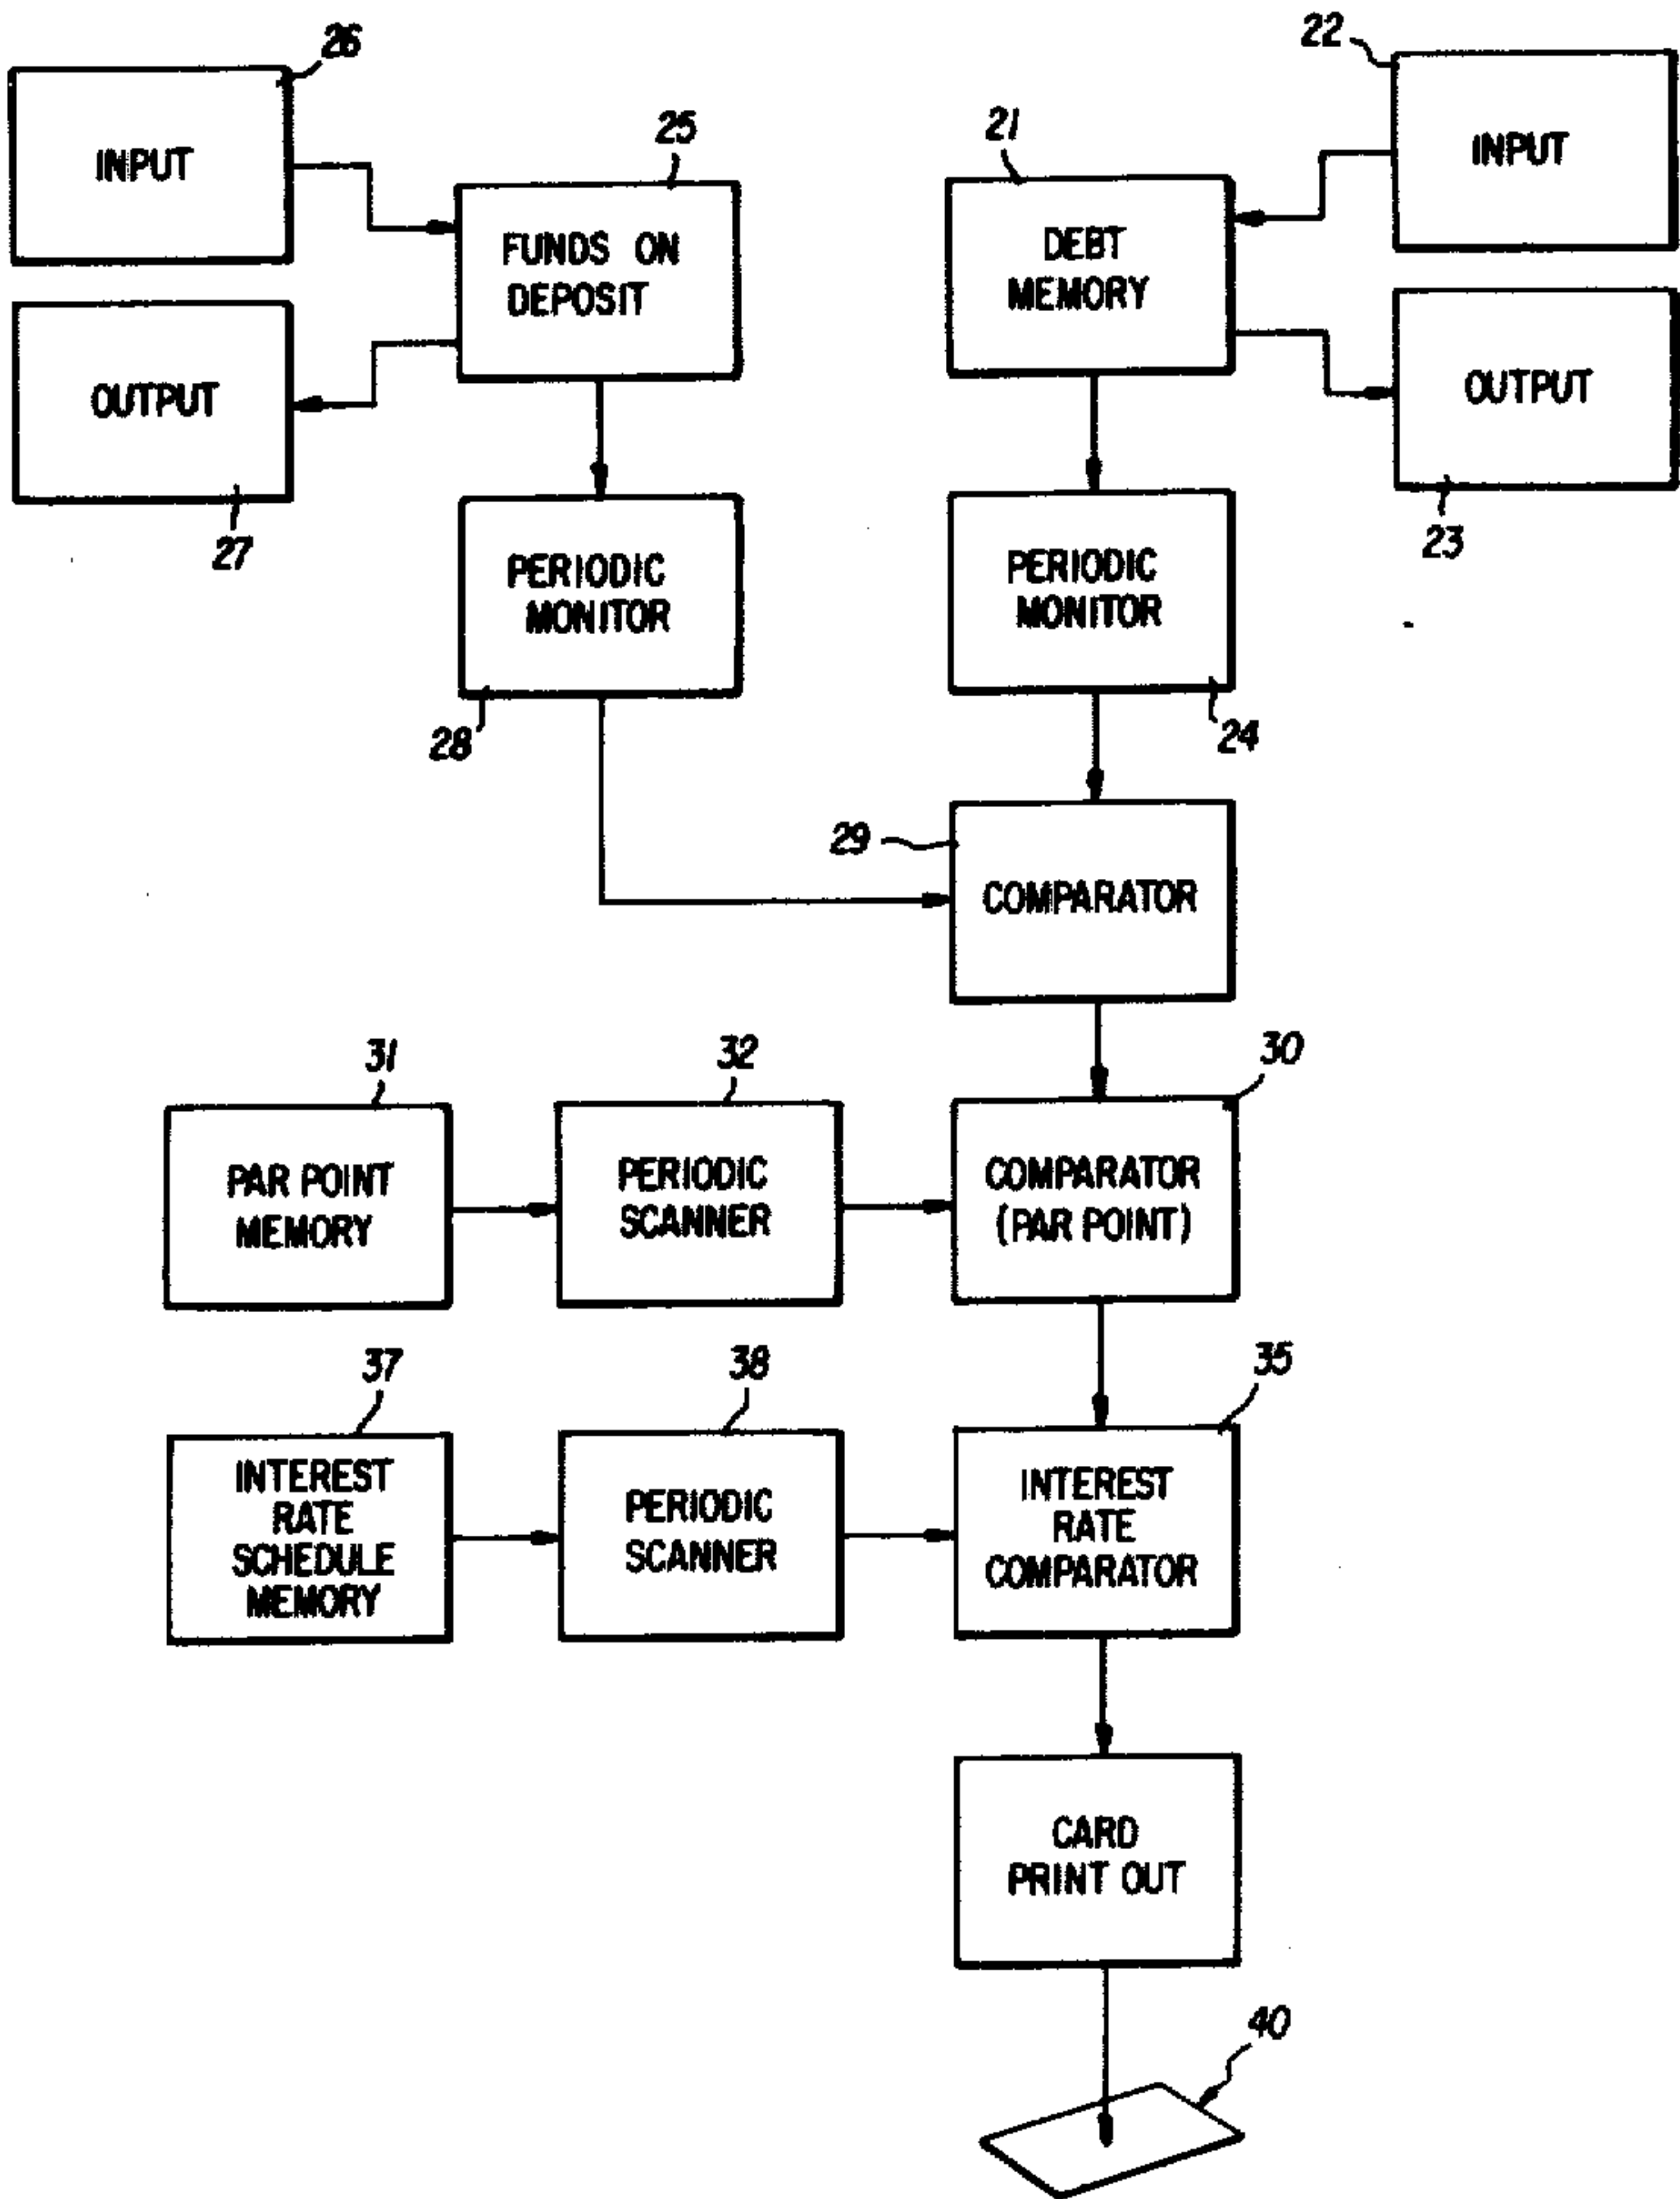 26
INPUT
22
INPUT
25
FUNDS ON
DEPOSIT
21
DEBT
MEMORY
OUTPUT
27
OUTPUT
23
PERIODIC
MONITOR
28
PERIODIC
MONITOR
24
29
COMPARATOR
31
PAR POINT
MEMORY
32
PERIODIC
SCANNER
30
COMPARATOR
(PAR POINT)
37
INTEREST
RATE
SCHEDULE
MEMORY
38
PERIODIC
SCANNER
35
INTEREST
RATE
COMPARATOR
CARD
PRINT OUT
40